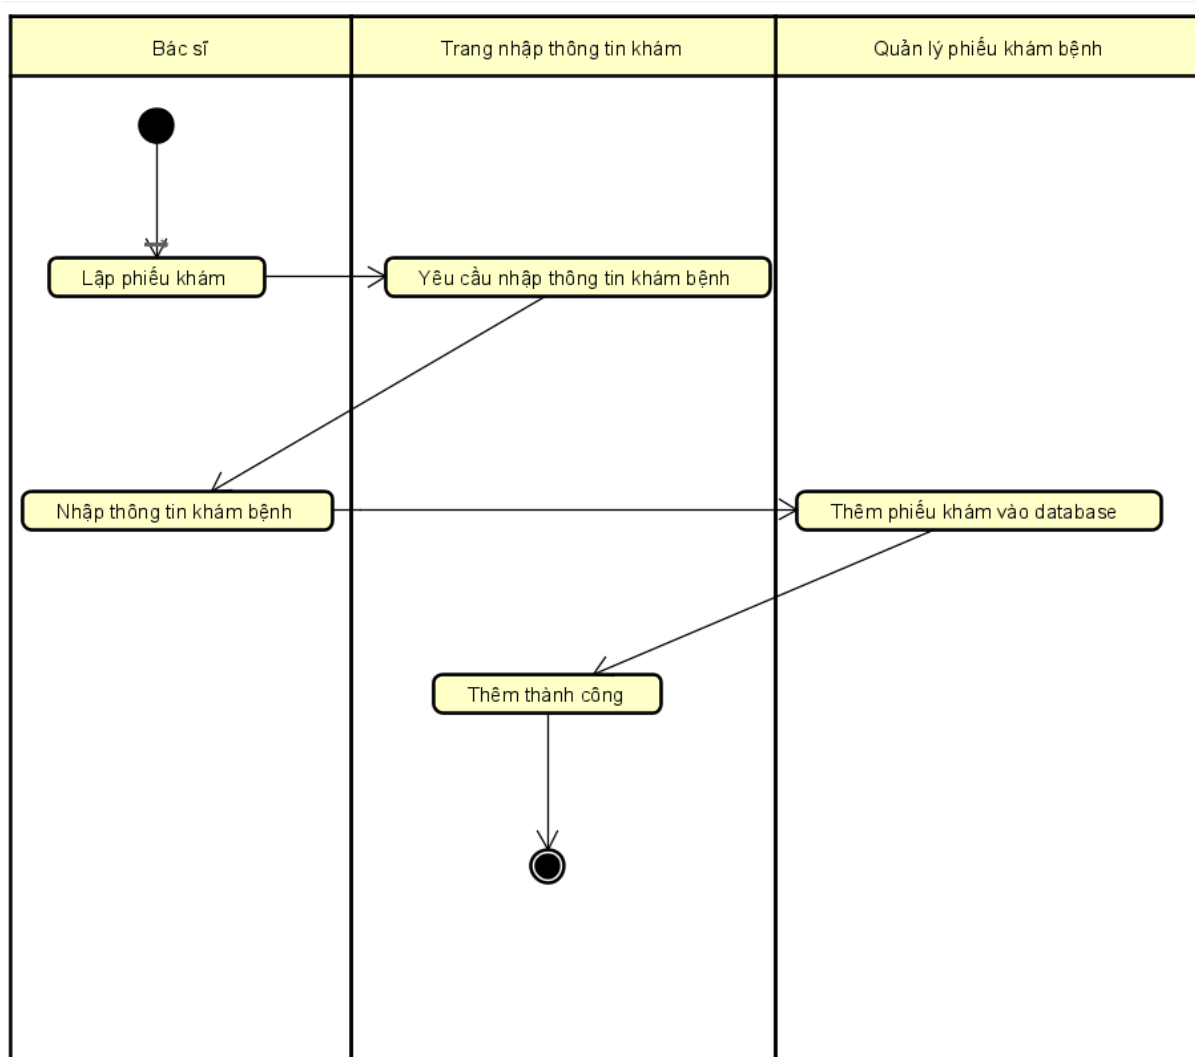 Bác sĩ
Trang nhập thông tin khám
Quản lý phiếu khám bệnh
Lập phiếu khám
Yêu cầu nhập thông tin khám bệnh
Nhập thông tin khám bệnh
Thêm phiếu khám vào database
Thêm thành công